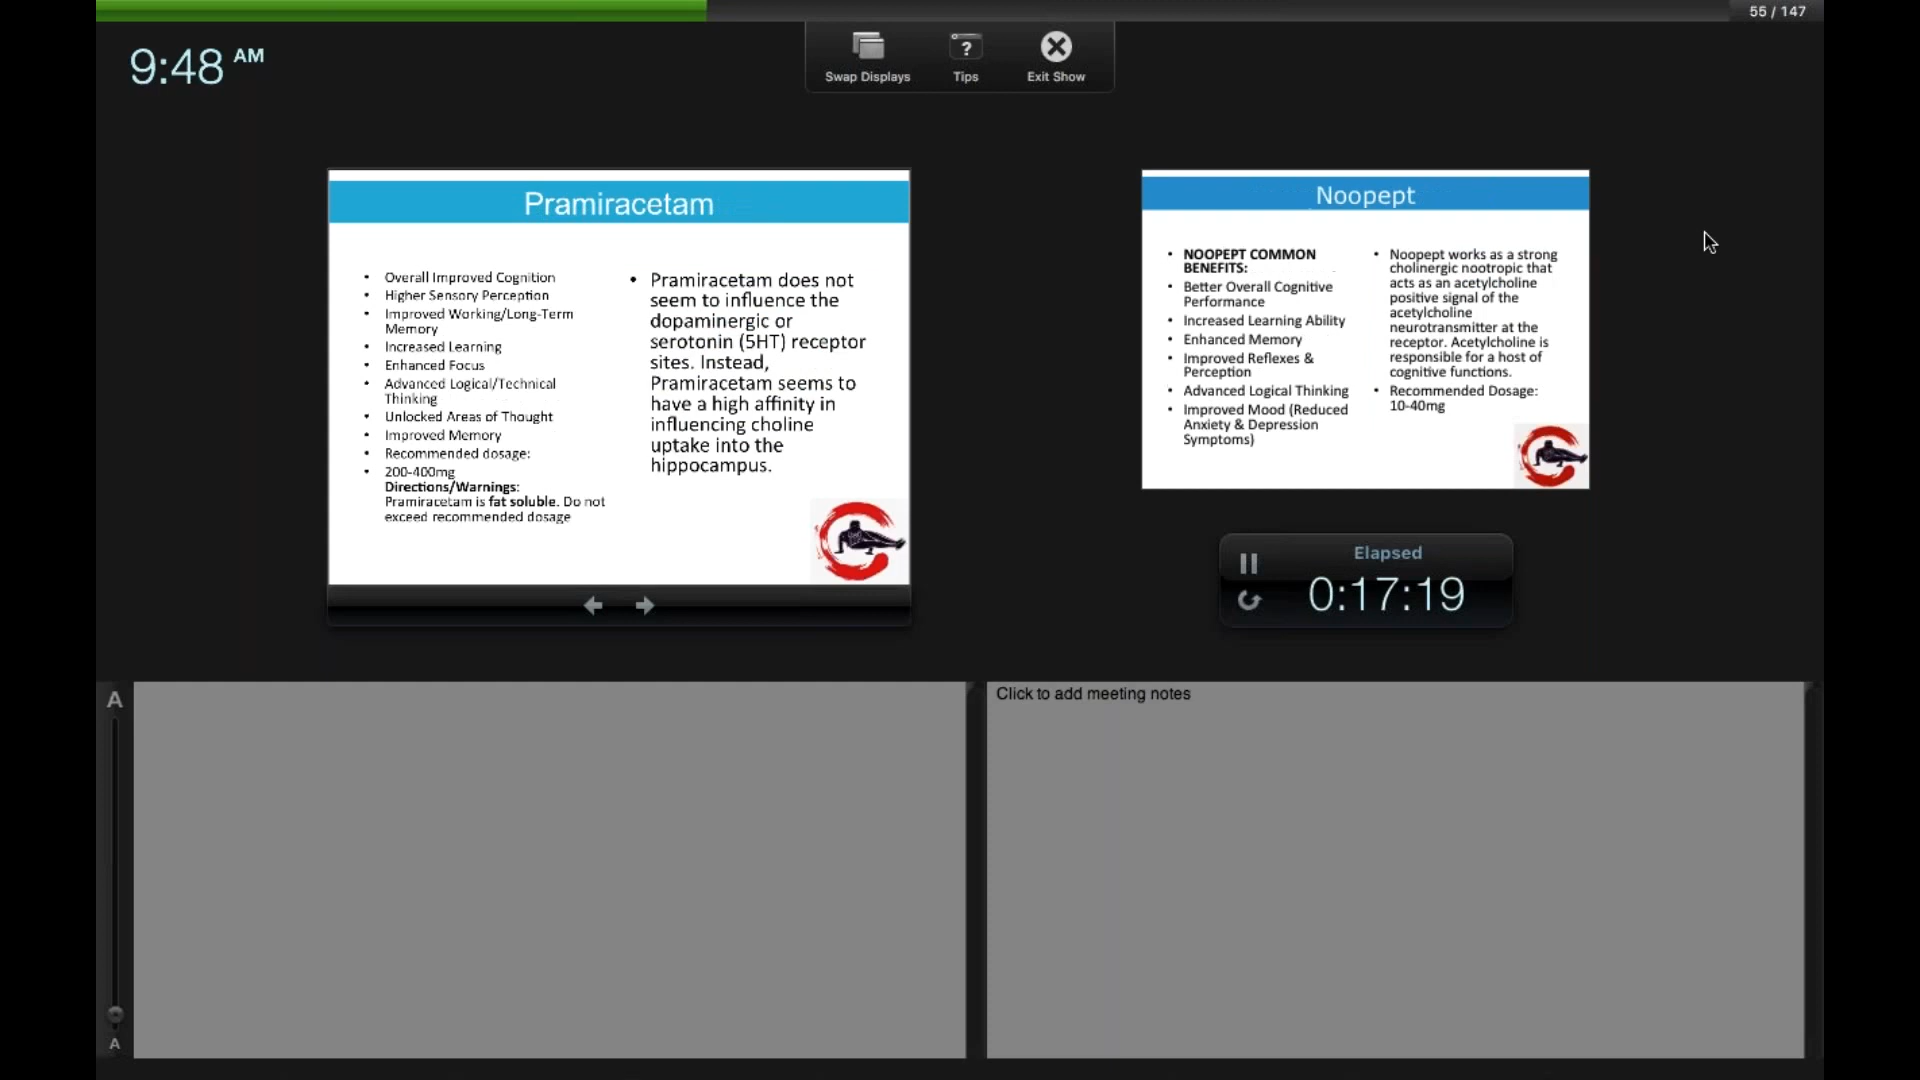 55 / 147
9:48 AM
Swap Displays
Tips
Exit Show
Pramiracetam
• Overall Improved Cognition
• Higher Sensory Perception
• Improved Working/Long-Term
Memory
• Increased Learning
• Enhanced Focus
• Advanced Logical/Technical
Thinking
• Unlocked Areas of Thought
• Improved Memory
• Recommended dosage:
• 200-400mg
Directions/Warnings:
Pramiracetam is fat soluble. Do not
exceed recommended dosage
• Pramiracetam does not
seem to influence the
dopaminergic or
serotonin (5HT) receptor
sites. Instead,
Pramiracetam seems to
have a high affinity in
influencing choline
uptake into the
hippocampus.
Noopept
• NOOPEPT COMMON
BENEFITS:
• Better Overall Cognitive
Performance
• Increased Learning Ability
• Enhanced Memory
• Improved Reflexes &
Perception
• Advanced Logical Thinking
• Improved Mood (Reduced
Anxiety & Depression
Symptoms)
• Noopept works as a strong
cholinergic nootropic that
acts as an acetylcholine
positive signal of the
acetylcholine
neurotransmitter at the
receptor. Acetylcholine is
responsible for a host of
cognitive functions.
• Recommended Dosage:
10-40mg
Elapsed
0:17:19
A
A
Click to add meeting notes